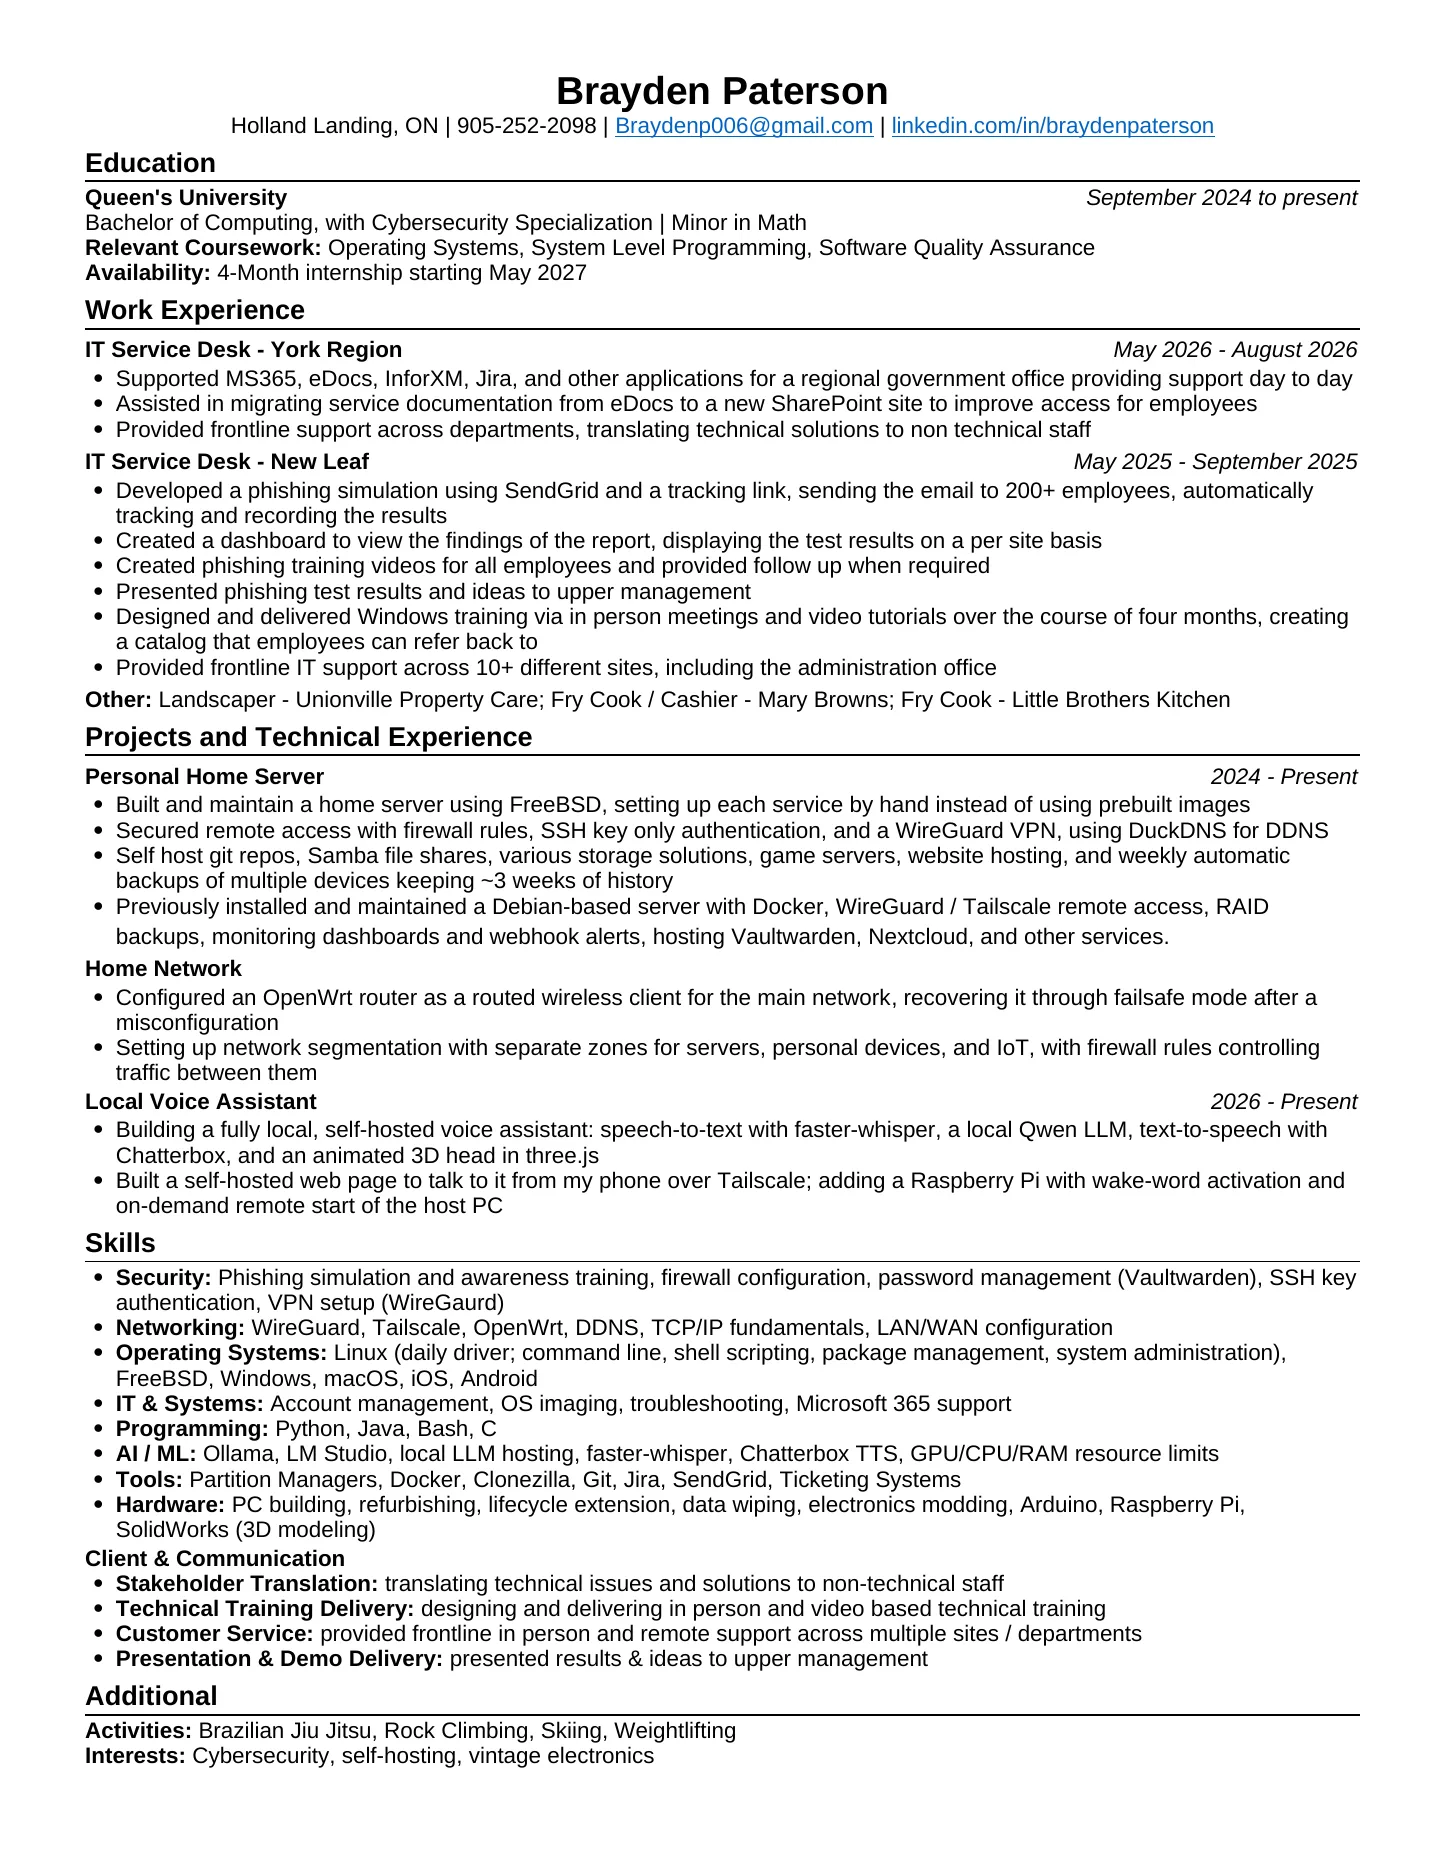 Brayden Paterson
Holland Landing, ON | 905-252-2098 | Braydenp006@gmail.com | linkedin.com/in/braydenpaterson
Education
Queen's University September 2024 to present
Bachelor of Computing, with Cybersecurity Specialization | Minor in Math
Relevant Coursework: Operating Systems, System Level Programming, Software Quality Assurance
Availability: 4-Month internship starting May 2027
Work Experience
IT Service Desk - York Region May 2026 - August 2026
• Supported MS365, eDocs, InforXM, Jira, and other applications for a regional government office providing support day to day
• Assisted in migrating service documentation from eDocs to a new SharePoint site to improve access for employees
• Provided frontline support across departments, translating technical solutions to non technical staff
IT Service Desk - New Leaf May 2025 - September 2025
• Developed a phishing simulation using SendGrid and a tracking link, sending the email to 200+ employees, automatically
tracking and recording the results
• Created a dashboard to view the findings of the report, displaying the test results on a per site basis
• Created phishing training videos for all employees and provided follow up when required
• Presented phishing test results and ideas to upper management
• Designed and delivered Windows training via in person meetings and video tutorials over the course of four months, creating
a catalog that employees can refer back to
• Provided frontline IT support across 10+ different sites, including the administration office
Other: Landscaper - Unionville Property Care; Fry Cook / Cashier - Mary Browns; Fry Cook - Little Brothers Kitchen
Projects and Technical Experience
Personal Home Server 2024 - Present
• Built and maintain a home server using FreeBSD, setting up each service by hand instead of using prebuilt images
• Secured remote access with firewall rules, SSH key only authentication, and a WireGuard VPN, using DuckDNS for DDNS
• Self host git repos, Samba file shares, various storage solutions, game servers, website hosting, and weekly automatic
backups of multiple devices keeping ~3 weeks of history
• Previously installed and maintained a Debian-based server with Docker, WireGuard / Tailscale remote access, RAID
backups, monitoring dashboards and webhook alerts, hosting Vaultwarden, Nextcloud, and other services.
Home Network
• Configured an OpenWrt router as a routed wireless client for the main network, recovering it through failsafe mode after a
misconfiguration
• Setting up network segmentation with separate zones for servers, personal devices, and IoT, with firewall rules controlling
traffic between them
Local Voice Assistant 2026 - Present
• Building a fully local, self-hosted voice assistant: speech-to-text with faster-whisper, a local Qwen LLM, text-to-speech with
Chatterbox, and an animated 3D head in three.js
• Built a self-hosted web page to talk to it from my phone over Tailscale; adding a Raspberry Pi with wake-word activation and
on-demand remote start of the host PC
Skills
• Security: Phishing simulation and awareness training, firewall configuration, password management (Vaultwarden), SSH key
authentication, VPN setup (WireGaurd)
• Networking: WireGuard, Tailscale, OpenWrt, DDNS, TCP/IP fundamentals, LAN/WAN configuration
• Operating Systems: Linux (daily driver; command line, shell scripting, package management, system administration),
FreeBSD, Windows, macOS, iOS, Android
• IT & Systems: Account management, OS imaging, troubleshooting, Microsoft 365 support
• Programming: Python, Java, Bash, C
• AI / ML: Ollama, LM Studio, local LLM hosting, faster-whisper, Chatterbox TTS, GPU/CPU/RAM resource limits
• Tools: Partition Managers, Docker, Clonezilla, Git, Jira, SendGrid, Ticketing Systems
• Hardware: PC building, refurbishing, lifecycle extension, data wiping, electronics modding, Arduino, Raspberry Pi,
SolidWorks (3D modeling)
Client & Communication
• Stakeholder Translation: translating technical issues and solutions to non-technical staff
• Technical Training Delivery: designing and delivering in person and video based technical training
• Customer Service: provided frontline in person and remote support across multiple sites / departments
• Presentation & Demo Delivery: presented results & ideas to upper management
Additional
Activities: Brazilian Jiu Jitsu, Rock Climbing, Skiing, Weightlifting
Interests: Cybersecurity, self-hosting, vintage electronics